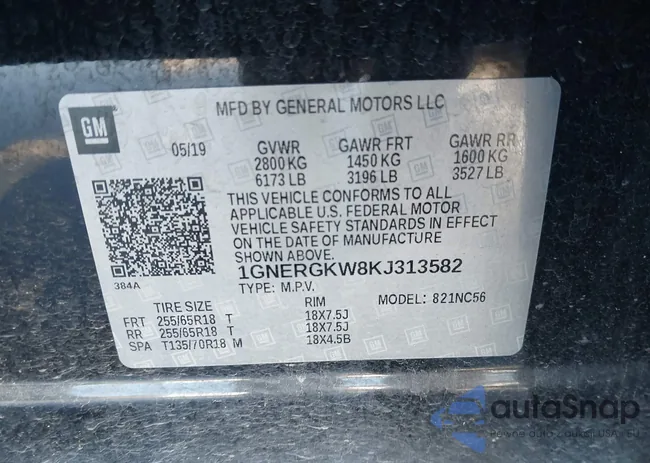 MFD BY GENERAL MOTORS LLC
GM
05/19
GVWR GAWR FRT GAWR RR
2800 KG 1450 KG 1600 KG
6173 LB 3196 LB 3527 LB
THIS VEHICLE CONFORMS TO ALL
APPLICABLE U.S. FEDERAL MOTOR
VEHICLE SAFETY STANDARDS IN EFFECT
ON THE DATE OF MANUFACTURE
SHOWN ABOVE.
384A
1GNERGKW8KJ313582
TYPE: M.P.V. MODEL: 821NC56
TIRE SIZE RIM
FRT 255/65R18 T 18X7.5J
RR 255/65R18 T 18X7.5J
SPA T135/70R18 M 18X4.5B
autoSnap